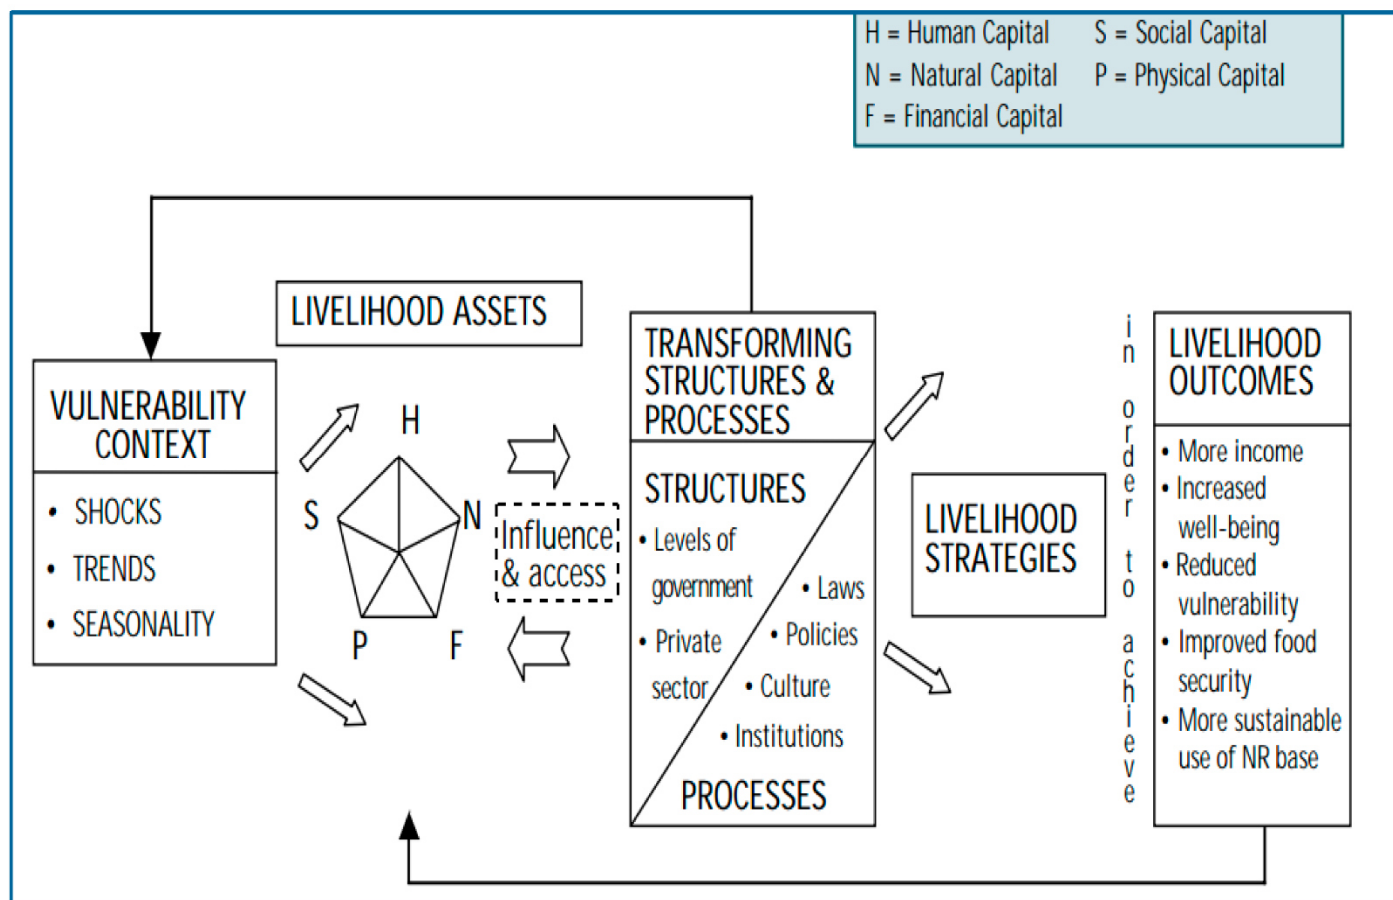 H = Human Capital S = Social Capital
N = Natural Capital P = Physical Capital
F = Financial Capital
LIVELIHOOD ASSETS
VULNERABILITY
CONTEXT
• SHOCKS
• TRENDS
• SEASONALITY
H
S
N
P
F
Influence
& access
TRANSFORMING
STRUCTURES &
PROCESSES
STRUCTURES
• Levels of
government
• Private
sector
• Laws
• Policies
• Culture
• Institutions
PROCESSES
LIVELIHOOD
STRATEGIES
in order to achieve
LIVELIHOOD
OUTCOMES
• More income
• Increased
well-being
• Reduced
vulnerability
• Improved food
security
• More sustainable
use of NR base